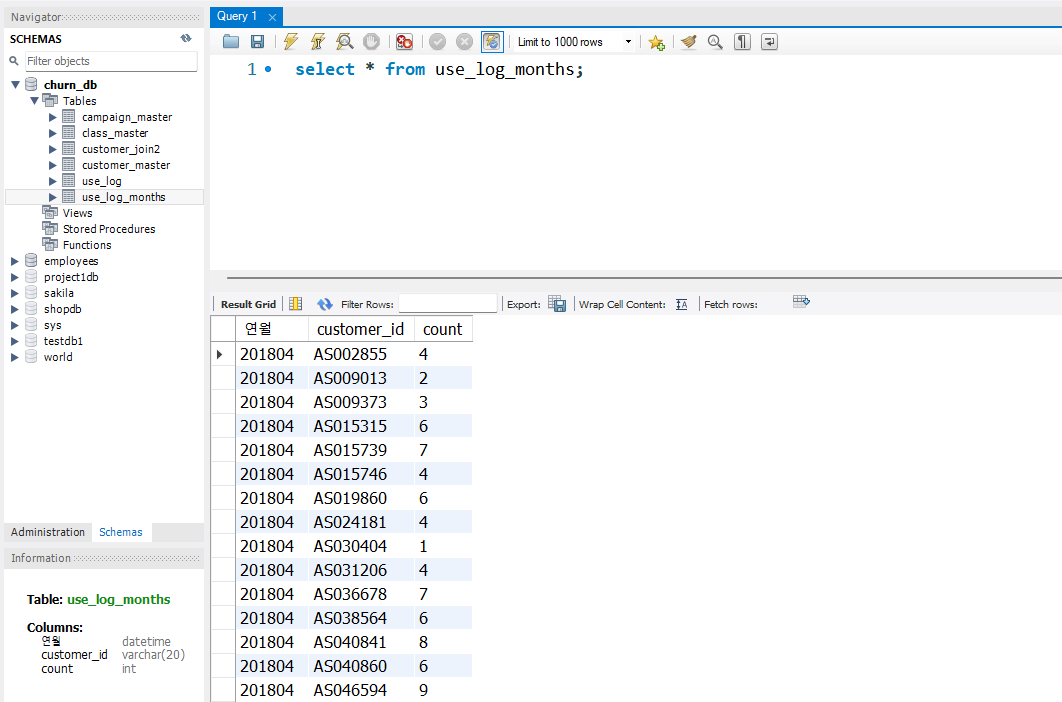 Navigator
SCHEMAS
Filter objects
churn_db
Tables
campaign_master
class_master
customer_join2
customer_master
use_log
use_log_months
Views
Stored Procedures
Functions
employees
project1db
sakila
shopdb
sys
testdb1
world
Administration Schemas
Information
Table: use_log_months
Columns:
연월 datetime
customer_id varchar(20)
count int
Query 1
Limit to 1000 rows
1 select * from use_log_months;
Result Grid Filter Rows: Export: Wrap Cell Content: Fetch rows:
연월 customer_id count
201804 AS002855 4
201804 AS009013 2
201804 AS009373 3
201804 AS015315 6
201804 AS015739 7
201804 AS015746 4
201804 AS019860 6
201804 AS024181 4
201804 AS030404 1
201804 AS031206 4
201804 AS036678 7
201804 AS038564 6
201804 AS040841 8
201804 AS040860 6
201804 AS046594 9